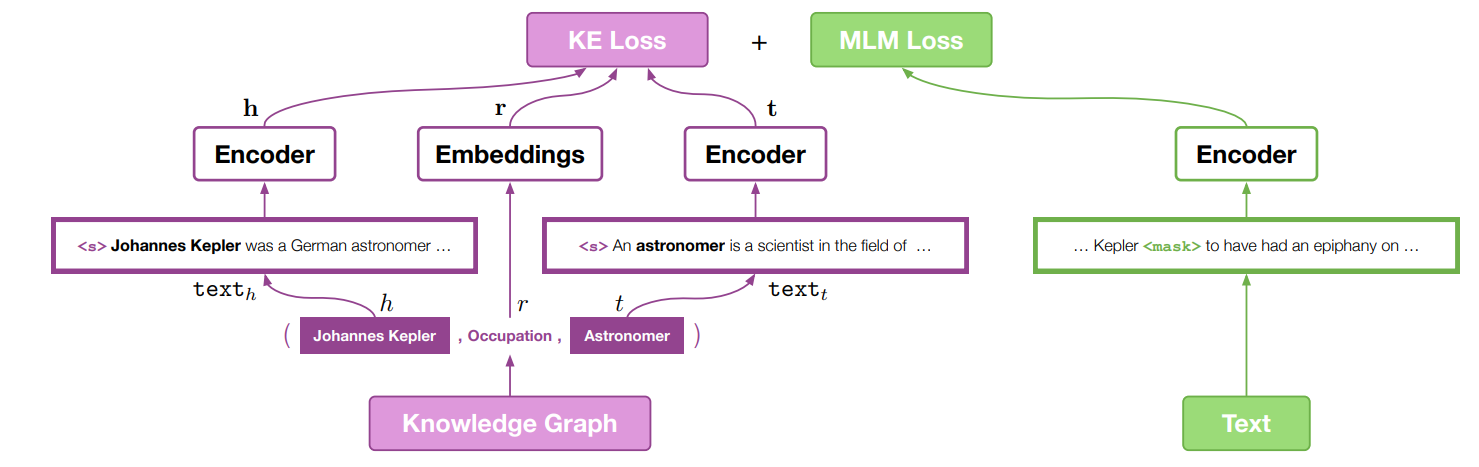 KE Loss + MLM Loss
h r t
Encoder Embeddings Encoder Encoder
<s> Johannes Kepler was a German astronomer ... <s> An astronomer is a scientist in the field of ... ... Kepler <mask> to have had an epiphany on ...
text_h h r t text_t
( Johannes Kepler , Occupation , Astronomer )
Knowledge Graph Text